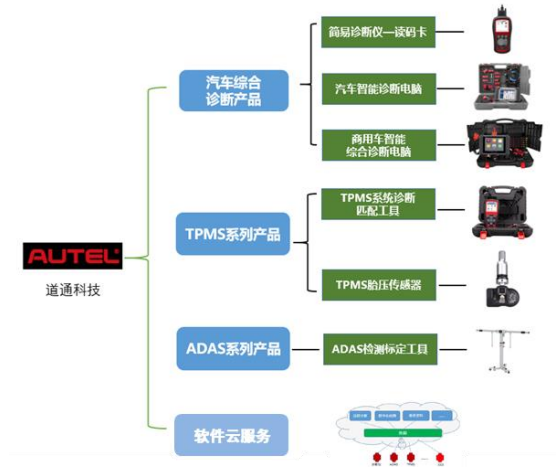 简易诊断仪—读码卡
汽车综合
诊断产品
汽车智能诊断电脑
商用车智能
综合诊断电脑
TPMS系统诊断
匹配工具
TPMS系列产品
AUTEL
道通科技
TPMS胎压传感器
ADAS系列产品
ADAS检测标定工具
软件云服务